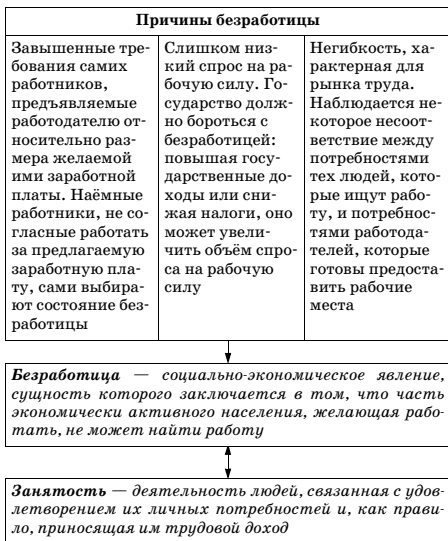 Причины безработицы
Завышенные тре-
бования самих
работников,
предъявляемые
работодателю от-
носительно раз-
мера желаемой
ими заработной
платы. Наёмные
работники, не со-
гласные работать
за предлагаемую
заработную пла-
ту, сами выбира-
ют состояние без-
работицы
Слишком низ-
кий спрос на ра-
бочую силу. Го-
сударство долж-
но бороться с
безработицей:
повышая госу-
дарственные до-
ходы или сни-
жая налоги, оно
может увели-
чить объём спро-
са на рабочую
силу
Негибкость, ха-
рактерная для
рынка труда.
Наблюдается не-
которое несоот-
ветствие между
потребностями
тех людей, кото-
рые ищут рабо-
ту, и потребнос-
тями работода-
телей, которые
готовы предоста-
вить рабочие
места
Безработица — социально-экономическое явление,
сущность которого заключается в том, что часть
экономически активного населения, желающая рабо-
тать, не может найти работу
Занятость — деятельность людей, связанная с удов-
летворением их личных потребностей и, как прави-
ло, приносящая им трудовой доход